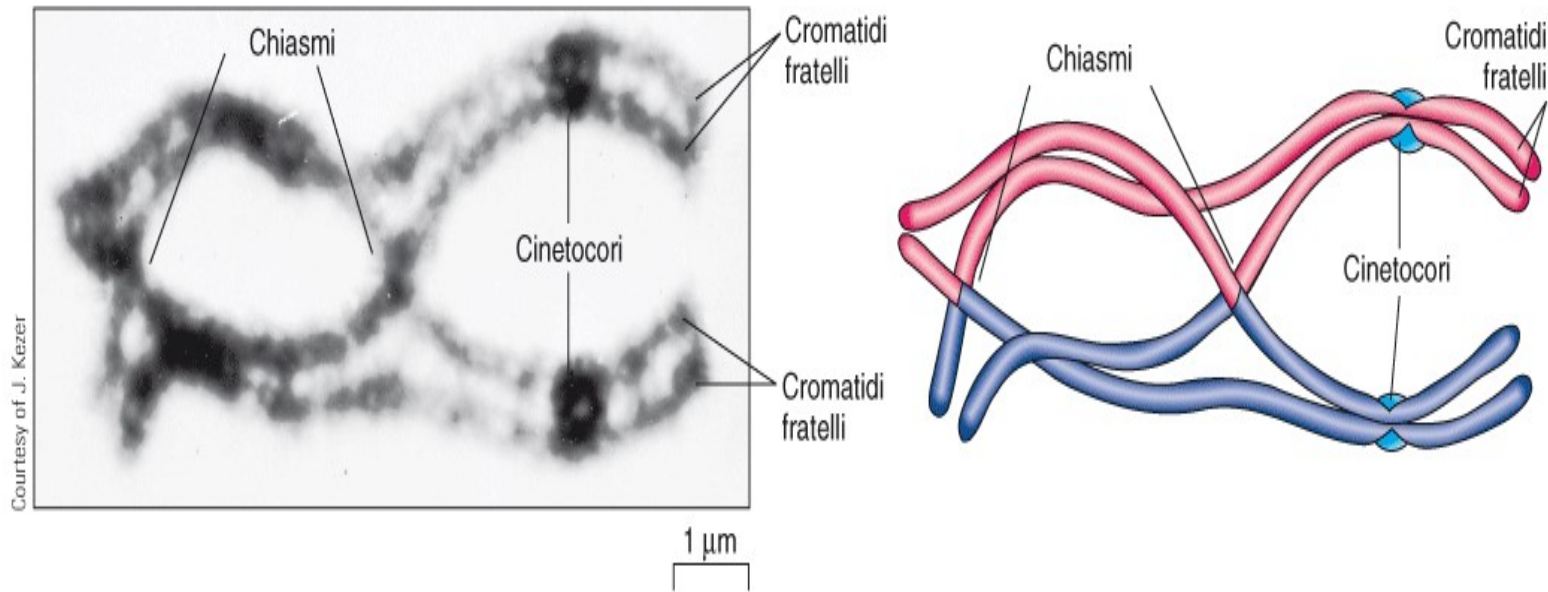 Chiasmi
Cromatidi
fratelli
Cinetocori
Cromatidi
fratelli
Courtesy of J. Kezer
1 µm
Chiasmi
Cromatidi
fratelli
Cinetocori